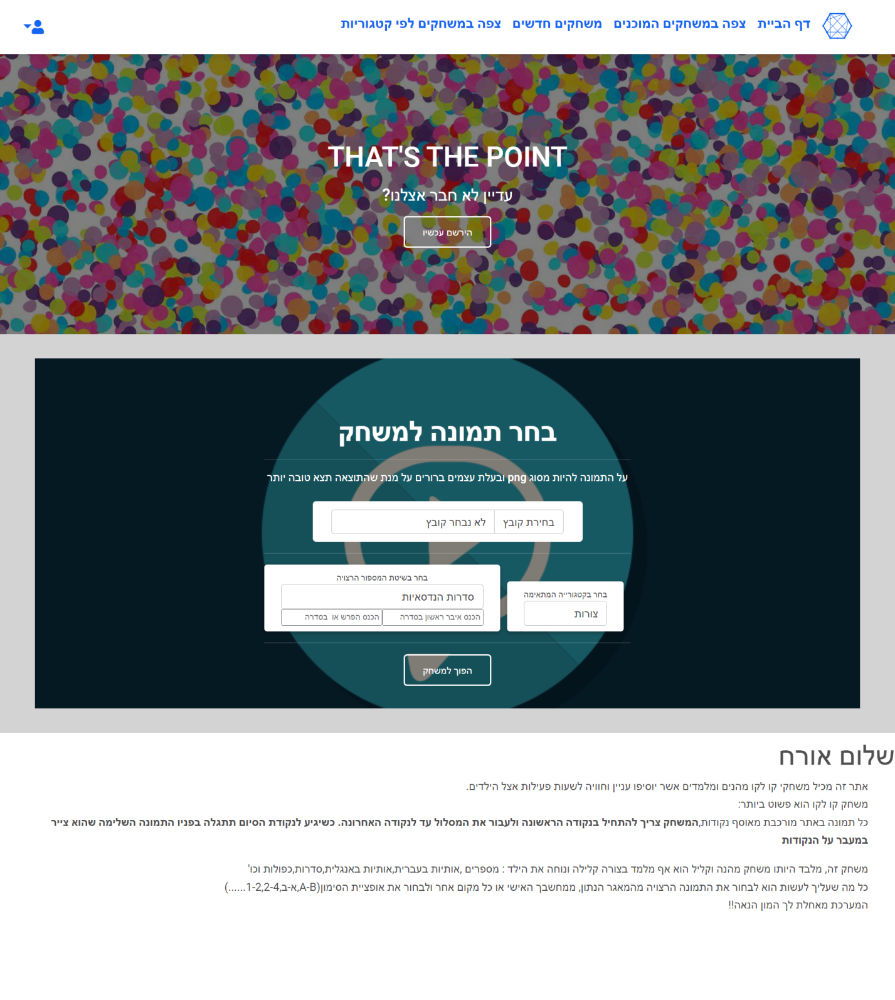 דף הבית צפה במשחקים המוכנים משחקים חדשים צפה במשחקים לפי קטגוריות
THAT'S THE POINT
עדיין לא חבר אצלנו?
הירשם עכשיו
בחר תמונה למשחק
על התמונה להיות מסוג png ובעלת עצמים ברורים על מנת שהתוצאה תצא טובה יותר
בחירת קובץ לא נבחר קובץ
בחר בשיטת המספור הרצויה
סדרות הנדסאיות
הכנס איבר ראשון בסדרה הכנס הפרש או בסדרה
בחר בקטגורייה המתאימה
צורות
הפוך למשחק
שלום אורח
אתר זה מכיל משחקי קו לקו מהנים ומלמדים אשר יוסיפו עניין וחוויה לשעות פעילות אצל הילדים.
משחק קו לקו הוא פשוט ביותר:
כל תמונה באתר מורכבת מאוסף נקודות,המשחק צריך להתחיל בנקודה הראשונה ולעבור את המסלול עד לנקודה האחרונה. כשיגיע לנקודת הסיום תתגלה בפניו התמונה השלימה שהוא צייר
במעבר על הנקודות
משחק זה, מלבד היותו משחק מהנה וקליל הוא אף מלמד בצורה קלילה ונוחה את הילד : מספרים ,אותיות בעברית,אותיות באנגלית,סדרות,כפולות וכו'
כל מה שעליך לעשות הוא לבחור את התמונה הרצויה מהמאגר הנתון, ממחשבך האישי או כל מקום אחר ולבחור את אופציית הסימון(A-B,א-ב,1-2,2-4......)
המערכת מאחלת לך המון הנאה!!